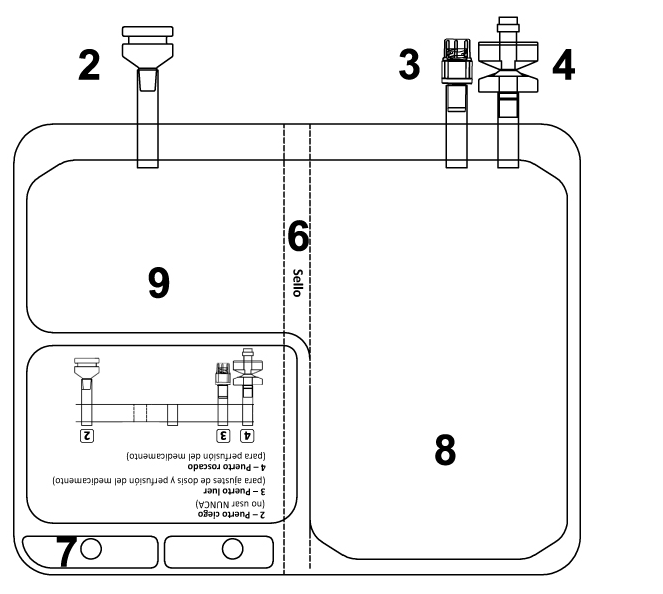 2
3
4
6
Sello
9
2 – Puerto ciego
(no usar NUNCA)
3 – Puerto luer
(para ajustes de dosis y perfusión del medicamento)
4 – Puerto roscado
(para perfusión del medicamento)
4 3 2
8
7